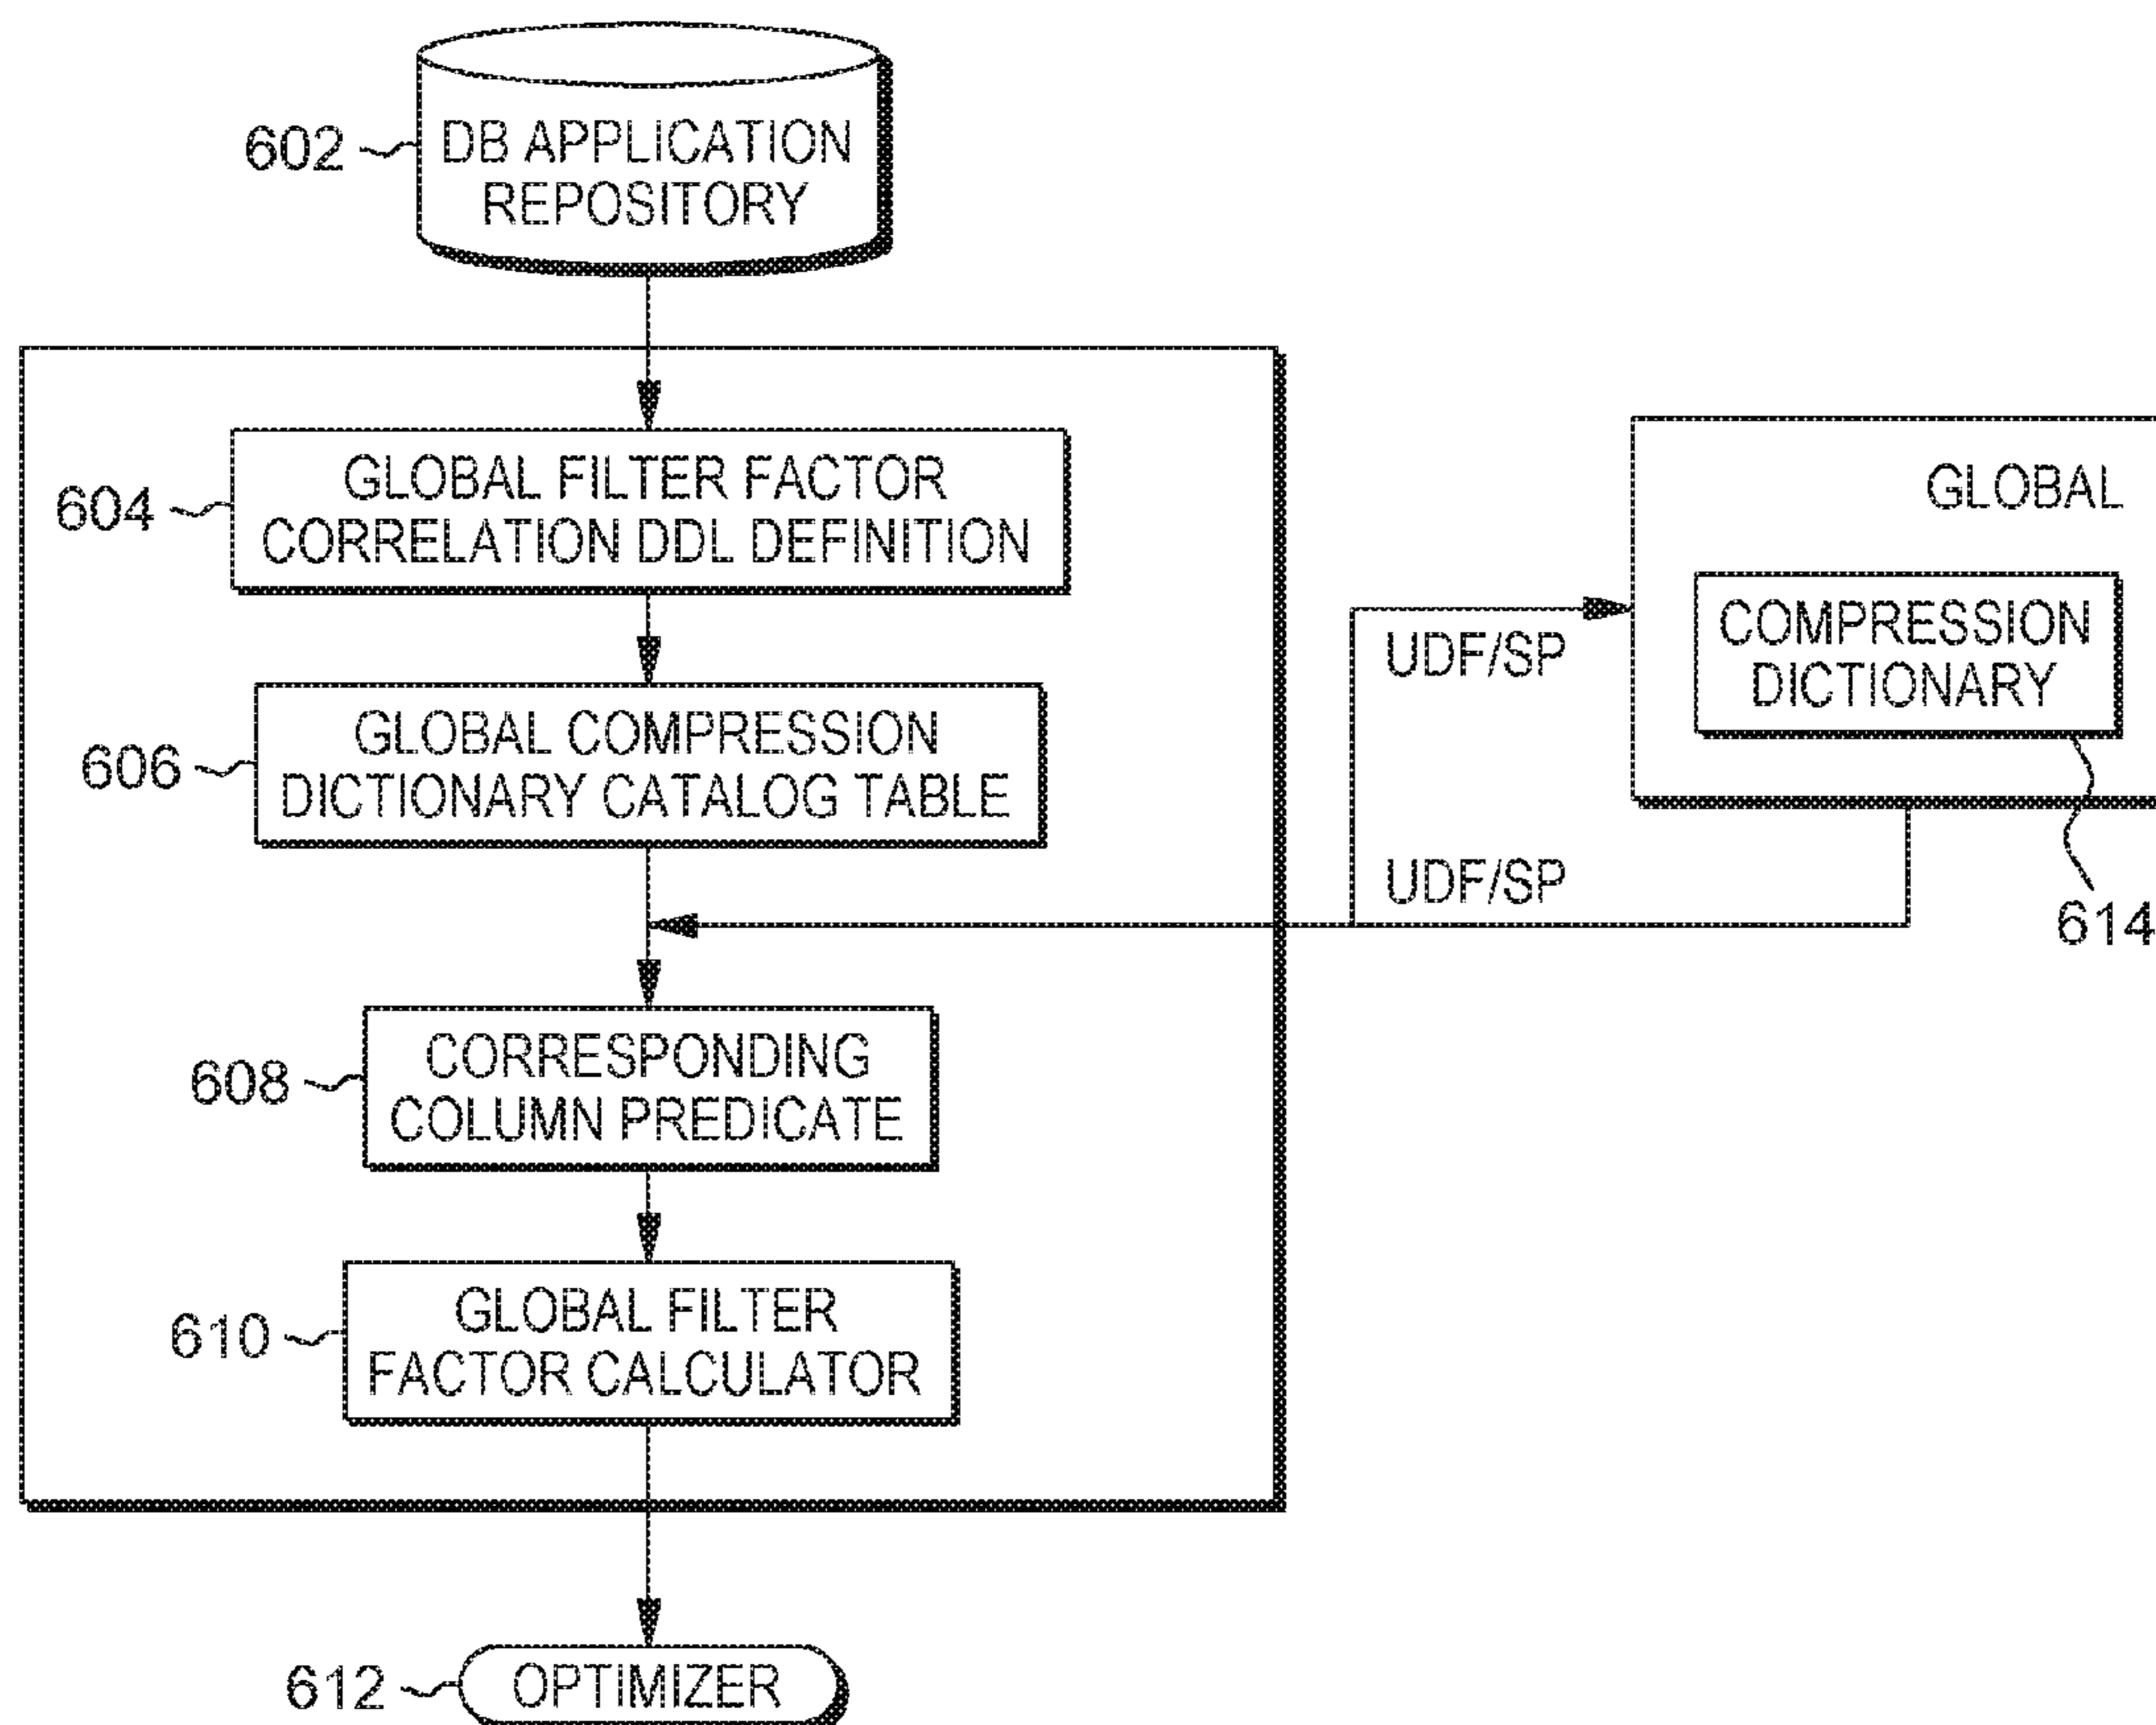 602
DB APPLICATION
REPOSITORY
604
GLOBAL FILTER FACTOR
CORRELATION DDL DEFINITION
606
GLOBAL COMPRESSION
DICTIONARY CATALOG TABLE
608
CORRESPONDING
COLUMN PREDICATE
610
GLOBAL FILTER
FACTOR CALCULATOR
612
OPTIMIZER
UDF/SP
UDF/SP
GLOBAL
COMPRESSION
DICTIONARY
614